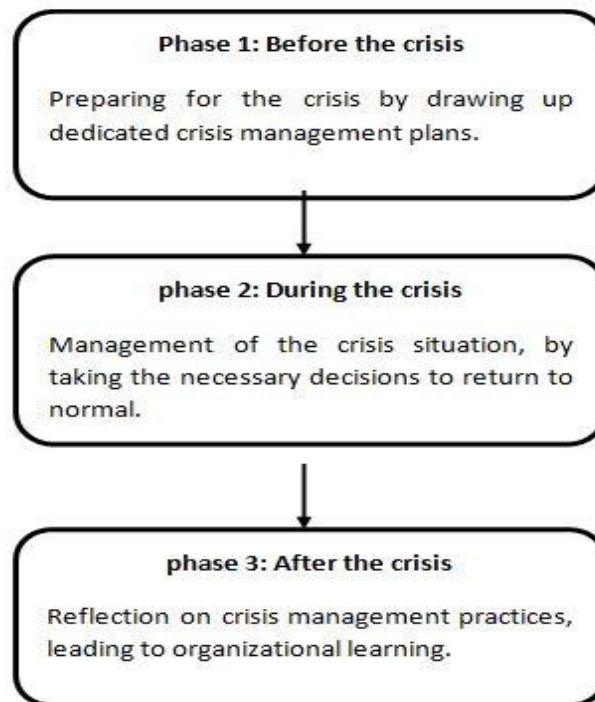 Phase 1: Before the crisis
Preparing for the crisis by drawing up
dedicated crisis management plans.
phase 2: During the crisis
Management of the crisis situation, by
taking the necessary decisions to return to
normal.
phase 3: After the crisis
Reflection on crisis management practices,
leading to organizational learning.